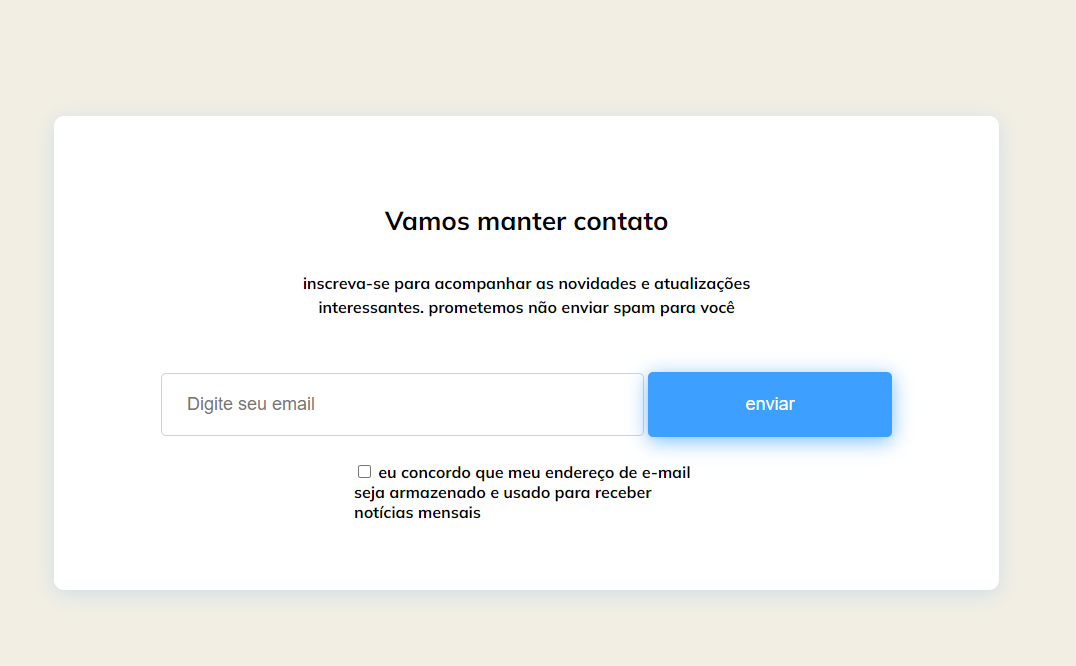 Vamos manter contato
inscreva-se para acompanhar as novidades e atualizações
interessantes. prometemos não enviar spam para você
Digite seu email
enviar
eu concordo que meu endereço de e-mail
seja armazenado e usado para receber
notícias mensais